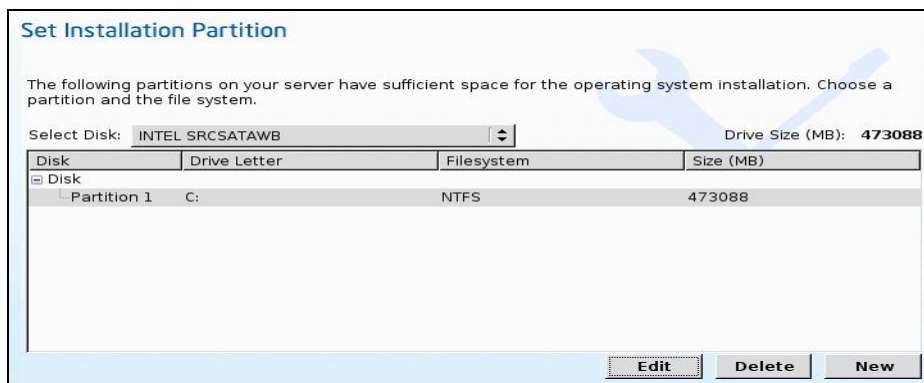 Set Installation Partition
The following partitions on your server have sufficient space for the operating system installation. Choose a
partition and the file system.
Select Disk: INTEL SRCSATAWB Drive Size (MB): 473088
Disk Drive Letter Filesystem Size (MB)
Disk
Partition 1 C: NTFS 473088
Edit Delete New